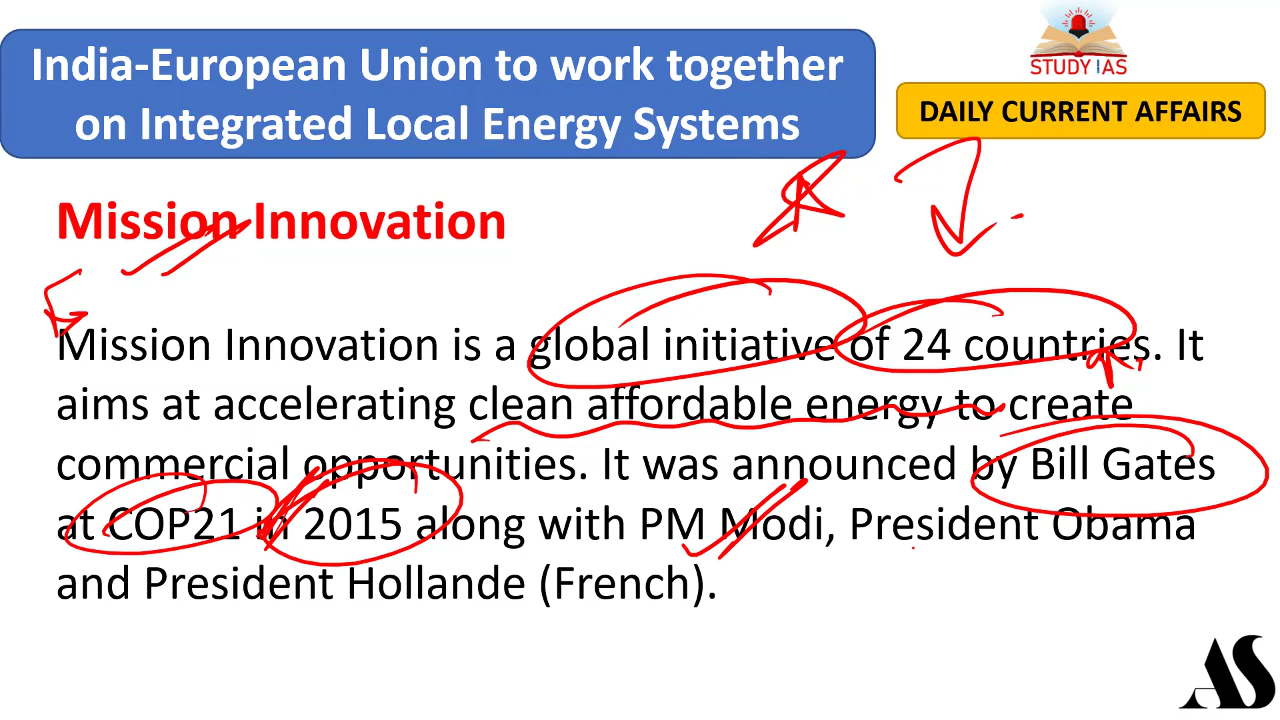 India-European Union to work together
on Integrated Local Energy Systems
STUDY IAS
DAILY CURRENT AFFAIRS
Mission Innovation
Mission Innovation is a global initiative of 24 countries. It
aims at accelerating clean affordable energy to create
commercial opportunities. It was announced by Bill Gates
at COP21 in 2015 along with PM Modi, President Obama
and President Hollande (French).
AS